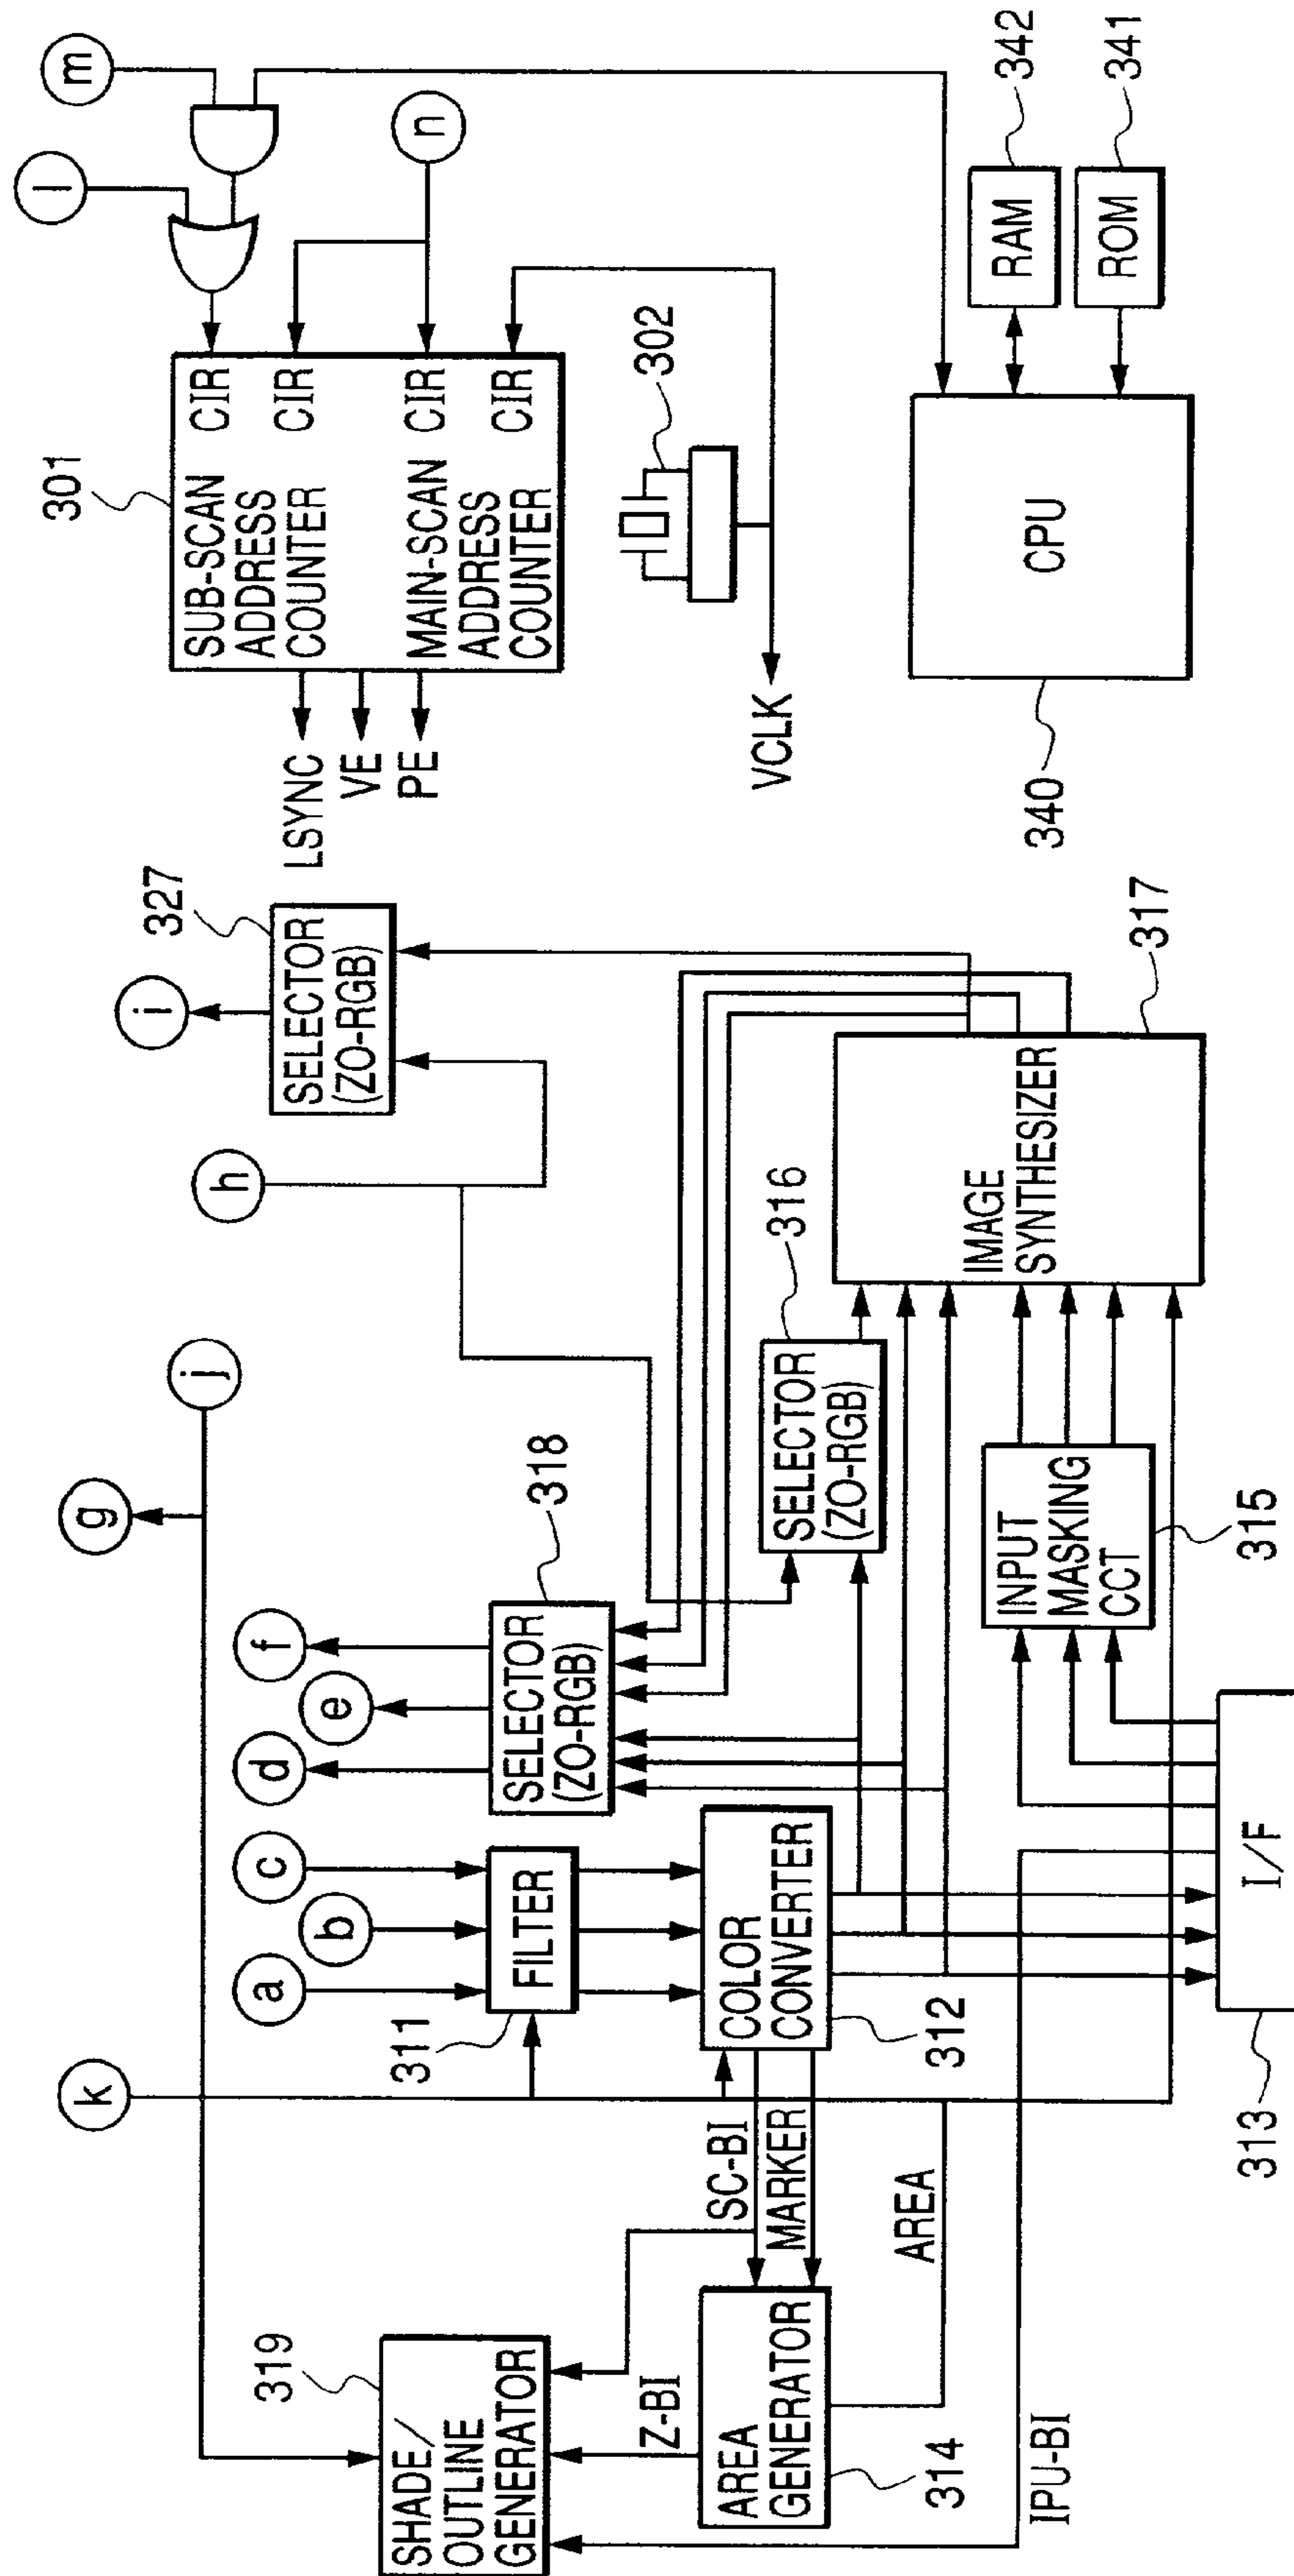 k
j
g
a
b
c
d
e
f
h
i
319
SHADE/
OUTLINE
GENERATOR
311
FILTER
318
SELECTOR
(ZO-RGB)
327
SELECTOR
(ZO-RGB)
Z-BI
SC-BI
MARKER
AREA
GENERATOR
314
COLOR
CONVERTER
312
316
SELECTOR
(ZO-RGB)
AREA
IPU-BI
INPUT
MASKING
CCT
315
IMAGE
SYNTHESIZER
317
I/F
313
l
m
n
301
SUB-SCAN
ADDRESS
COUNTER
CIR
CIR
MAIN-SCAN
ADDRESS
COUNTER
CIR
CIR
LSYNC
VE
PE
302
VCLK
CPU
340
RAM
342
ROM
341